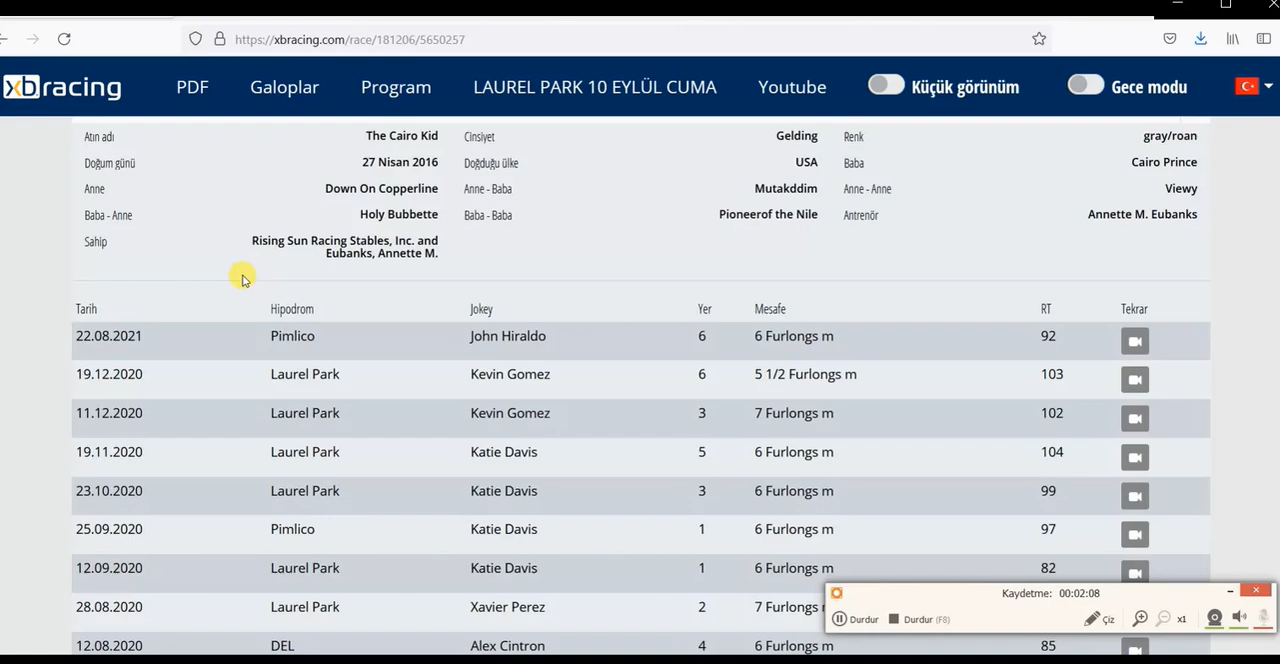 https://xbracing.com/race/181206/5650257
xbracing PDF Galoplar Program LAUREL PARK 10 EYLÜL CUMA Youtube Küçük görünüm Gece modu
Atın adı The Cairo Kid Cinsiyet Gelding Renk gray/roan
Doğum günü 27 Nisan 2016 Doğduğu ülke USA Baba Cairo Prince
Anne Down On Copperline Anne - Baba Mutakddim Anne - Anne Viewy
Baba - Anne Holy Bubbette Baba - Baba Pioneerof the Nile Antrenör Annette M. Eubanks
Sahip Rising Sun Racing Stables, Inc. and
Eubanks, Annette M.
Tarih Hipodrom Jokey Yer Mesafe RT Tekrar
22.08.2021 Pimlico John Hiraldo 6 6 Furlongs m 92
19.12.2020 Laurel Park Kevin Gomez 6 5 1/2 Furlongs m 103
11.12.2020 Laurel Park Kevin Gomez 3 7 Furlongs m 102
19.11.2020 Laurel Park Katie Davis 5 6 Furlongs m 104
23.10.2020 Laurel Park Katie Davis 3 6 Furlongs m 99
25.09.2020 Pimlico Katie Davis 1 6 Furlongs m 97
12.09.2020 Laurel Park Katie Davis 1 6 Furlongs m 82
28.08.2020 Laurel Park Xavier Perez 2 7 Furlongs
12.08.2020 DEL Alex Cintron 4 6 Furlongs m 85
Kaydetme: 00:02:08
Durdur Durdur (F8) Çiz x1